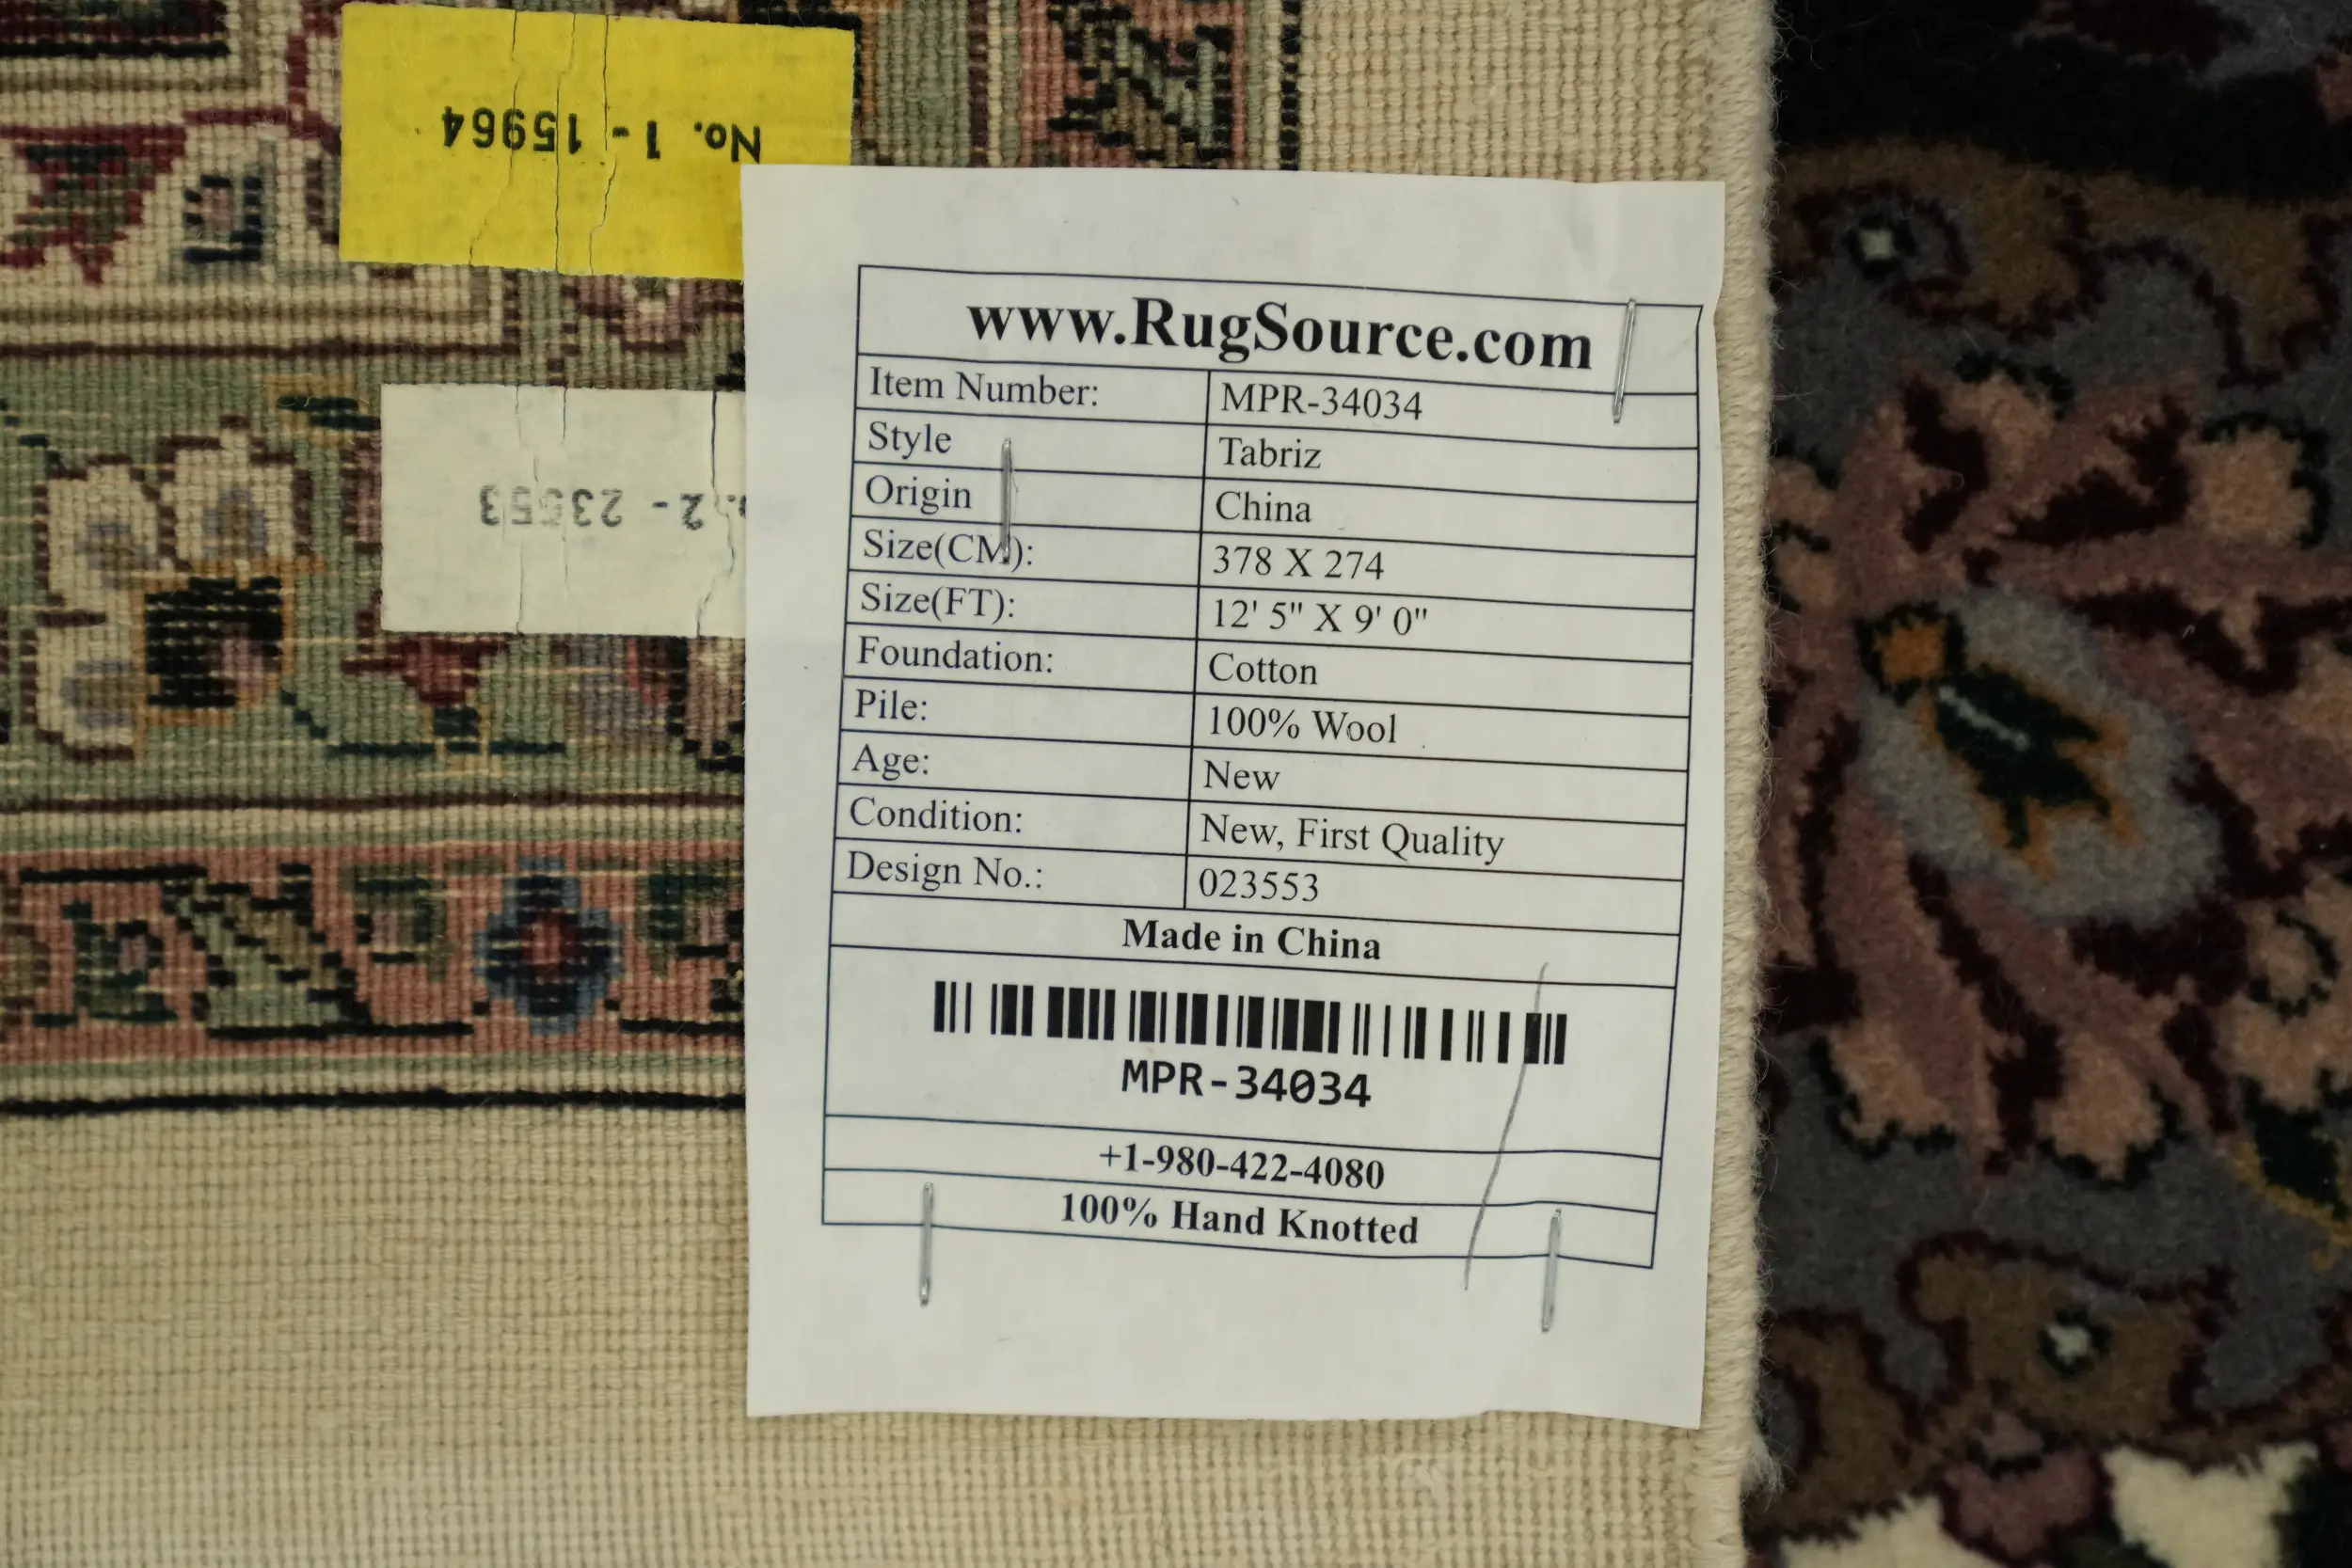 No. 1 - 15964
2 - 23553
www.RugSource.com
Item Number: MPR-34034
Style Tabriz
Origin China
Size(CM): 378 X 274
Size(FT): 12' 5" X 9' 0"
Foundation: Cotton
Pile: 100% Wool
Age: New
Condition: New, First Quality
Design No.: 023553
Made in China
MPR-34034
+1-980-422-4080
100% Hand Knotted